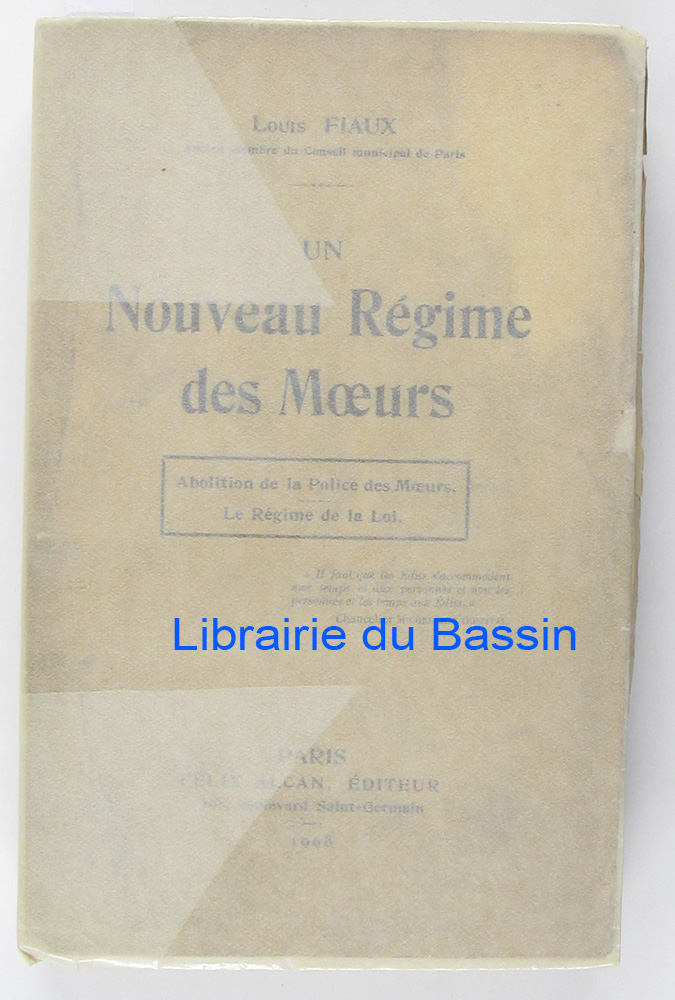 Louis FIAUX
Ancien membre du Conseil municipal de Paris
UN
Nouveau Régime
des Mœurs
Abolition de la Police des Mœurs.
Le Régime de la Loi.
« Il faut que les Edits s'accommodent
aux temps et aux personnes et non les
personnes et les temps aux Edits. »
Chancelier
Librairie du Bassin
PARIS
FÉLIX ALCAN, ÉDITEUR
108, Boulevard Saint-Germain
1908